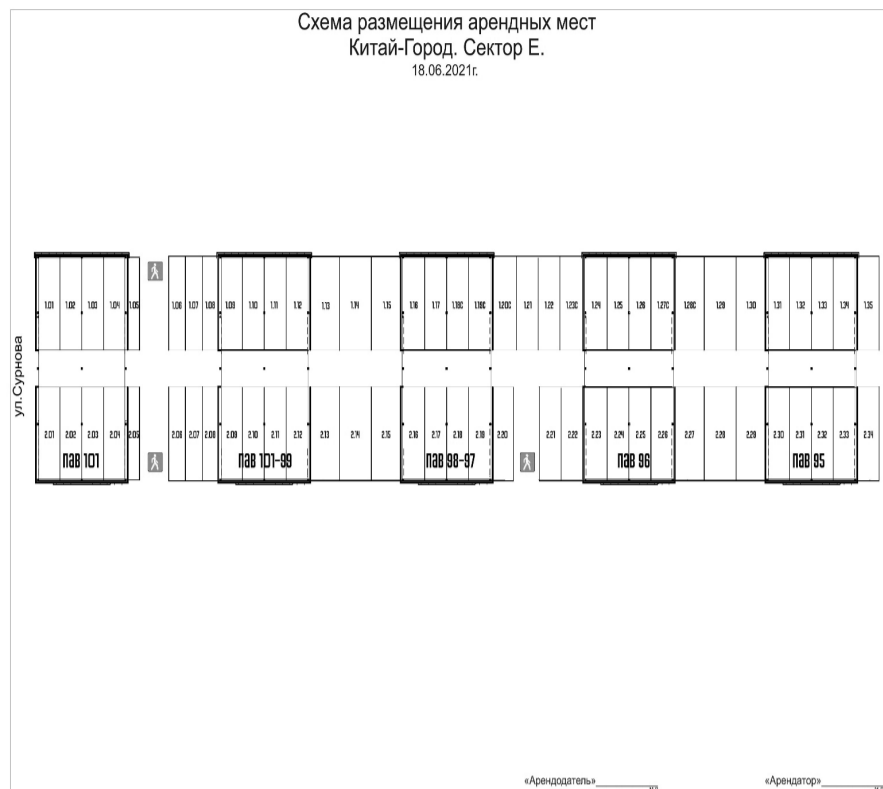 Схема размещения арендных мест
Китай-Город. Сектор Е.
18.06.2021г.
ул.Сурнова
1.01 1.02 1.03 1.04 1.05 1.06 1.07 1.08 1.09 1.10 1.11 1.12 1.13 1.14 1.15 1.16 1.17 1.18С 1.19С 1.20С 1.21 1.22 1.23С 1.24 1.25 1.26 1.27С 1.28С 1.29 1.30 1.31 1.32 1.33 1.34 1.35
2.01 2.02 2.03 2.04 2.05 2.06 2.07 2.08 2.09 2.10 2.11 2.12 2.13 2.14 2.15 2.16 2.17 2.18 2.19 2.20 2.21 2.22 2.23 2.24 2.25 2.26 2.27 2.28 2.29 2.30 2.31 2.32 2.33 2.34
пав 101 пав 101-99 пав 98-97 пав 96 пав 95
«Арендодатель» «Арендатор»